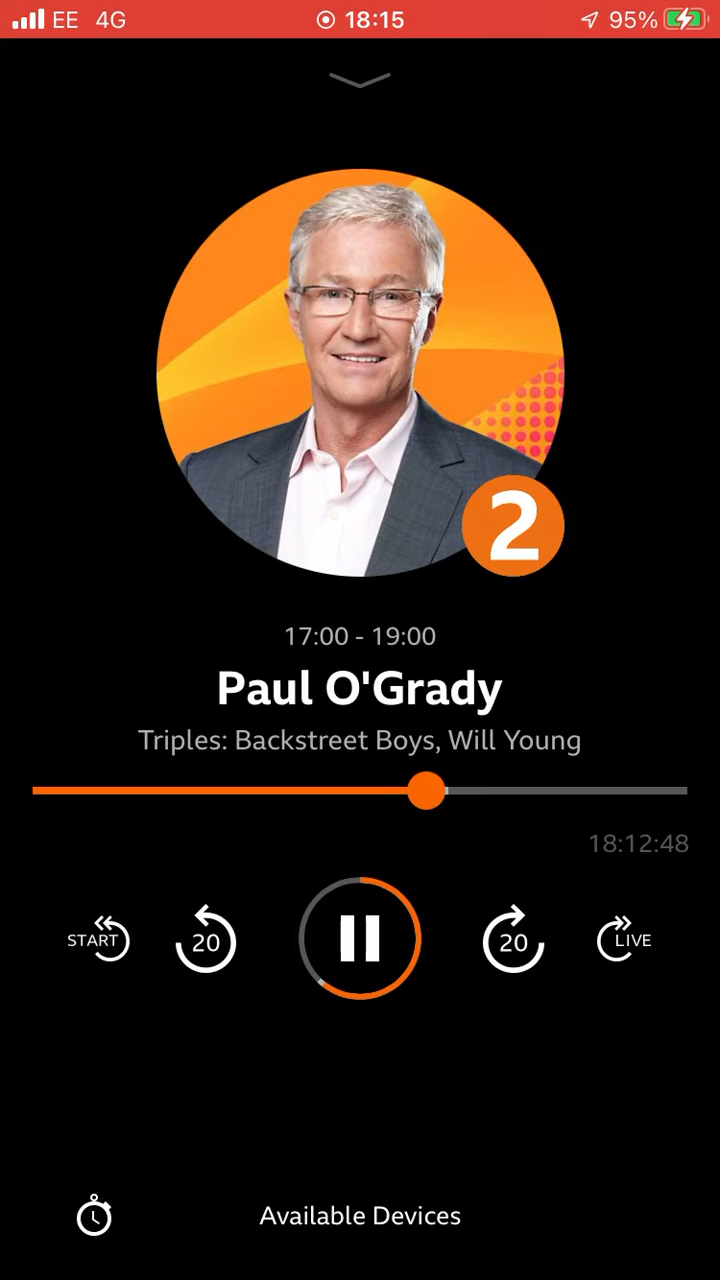 EE 4G 18:15 95%
2
17:00 - 19:00
Paul O'Grady
Triples: Backstreet Boys, Will Young
18:12:48
START 20 20 LIVE
Available Devices